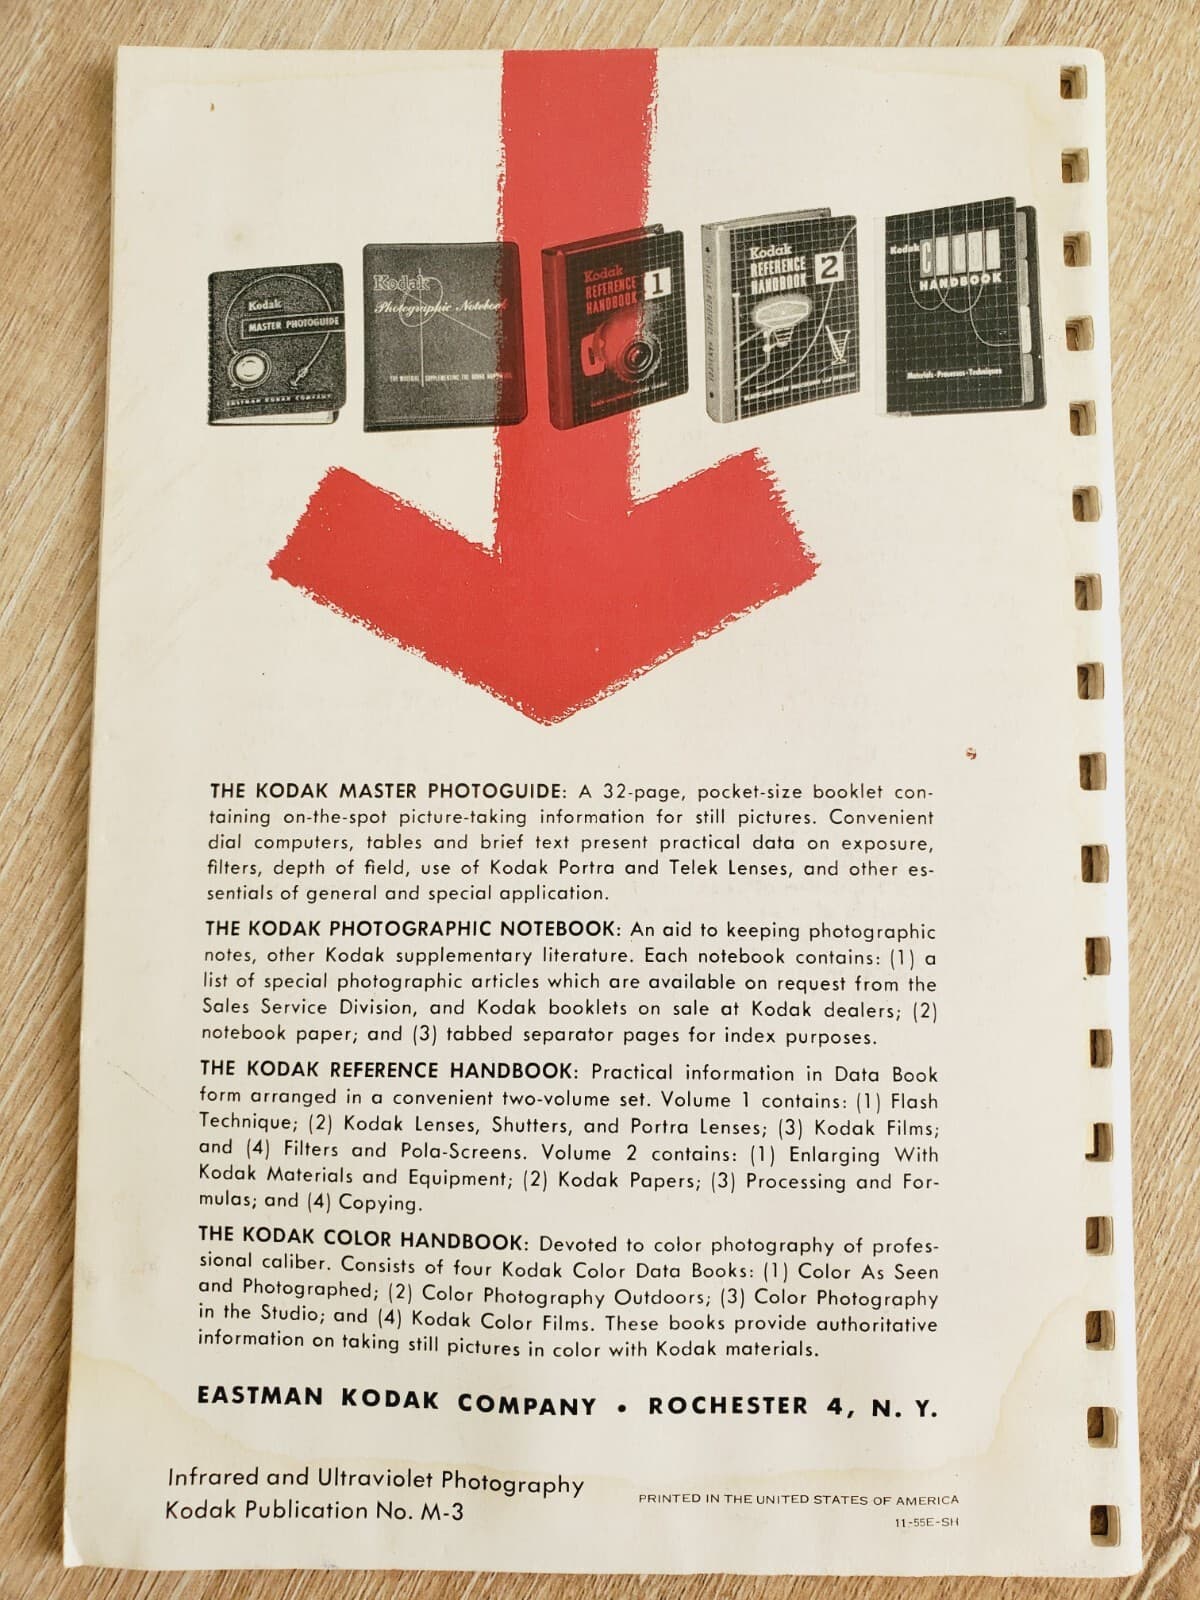 Kodak
MASTER PHOTOGUIDE
EASTMAN KODAK COMPANY
Kodak
Photographic Notebook
Kodak
REFERENCE
HANDBOOK
1
Kodak
REFERENCE
HANDBOOK
2
Kodak
COLOR
HANDBOOK
Materials · Processes · Techniques
THE KODAK MASTER PHOTOGUIDE: A 32-page, pocket-size booklet con-
taining on-the-spot picture-taking information for still pictures. Convenient
dial computers, tables and brief text present practical data on exposure,
filters, depth of field, use of Kodak Portra and Telek Lenses, and other es-
sentials of general and special application.
THE KODAK PHOTOGRAPHIC NOTEBOOK: An aid to keeping photographic
notes, other Kodak supplementary literature. Each notebook contains: (1) a
list of special photographic articles which are available on request from the
Sales Service Division, and Kodak booklets on sale at Kodak dealers; (2)
notebook paper; and (3) tabbed separator pages for index purposes.
THE KODAK REFERENCE HANDBOOK: Practical information in Data Book
form arranged in a convenient two-volume set. Volume 1 contains: (1) Flash
Technique; (2) Kodak Lenses, Shutters, and Portra Lenses; (3) Kodak Films;
and (4) Filters and Pola-Screens. Volume 2 contains: (1) Enlarging With
Kodak Materials and Equipment; (2) Kodak Papers; (3) Processing and For-
mulas; and (4) Copying.
THE KODAK COLOR HANDBOOK: Devoted to color photography of profes-
sional caliber. Consists of four Kodak Color Data Books: (1) Color As Seen
and Photographed; (2) Color Photography Outdoors; (3) Color Photography
in the Studio; and (4) Kodak Color Films. These books provide authoritative
information on taking still pictures in color with Kodak materials.
EASTMAN KODAK COMPANY • ROCHESTER 4, N. Y.
Infrared and Ultraviolet Photography
Kodak Publication No. M-3
PRINTED IN THE UNITED STATES OF AMERICA
11-55E-SH